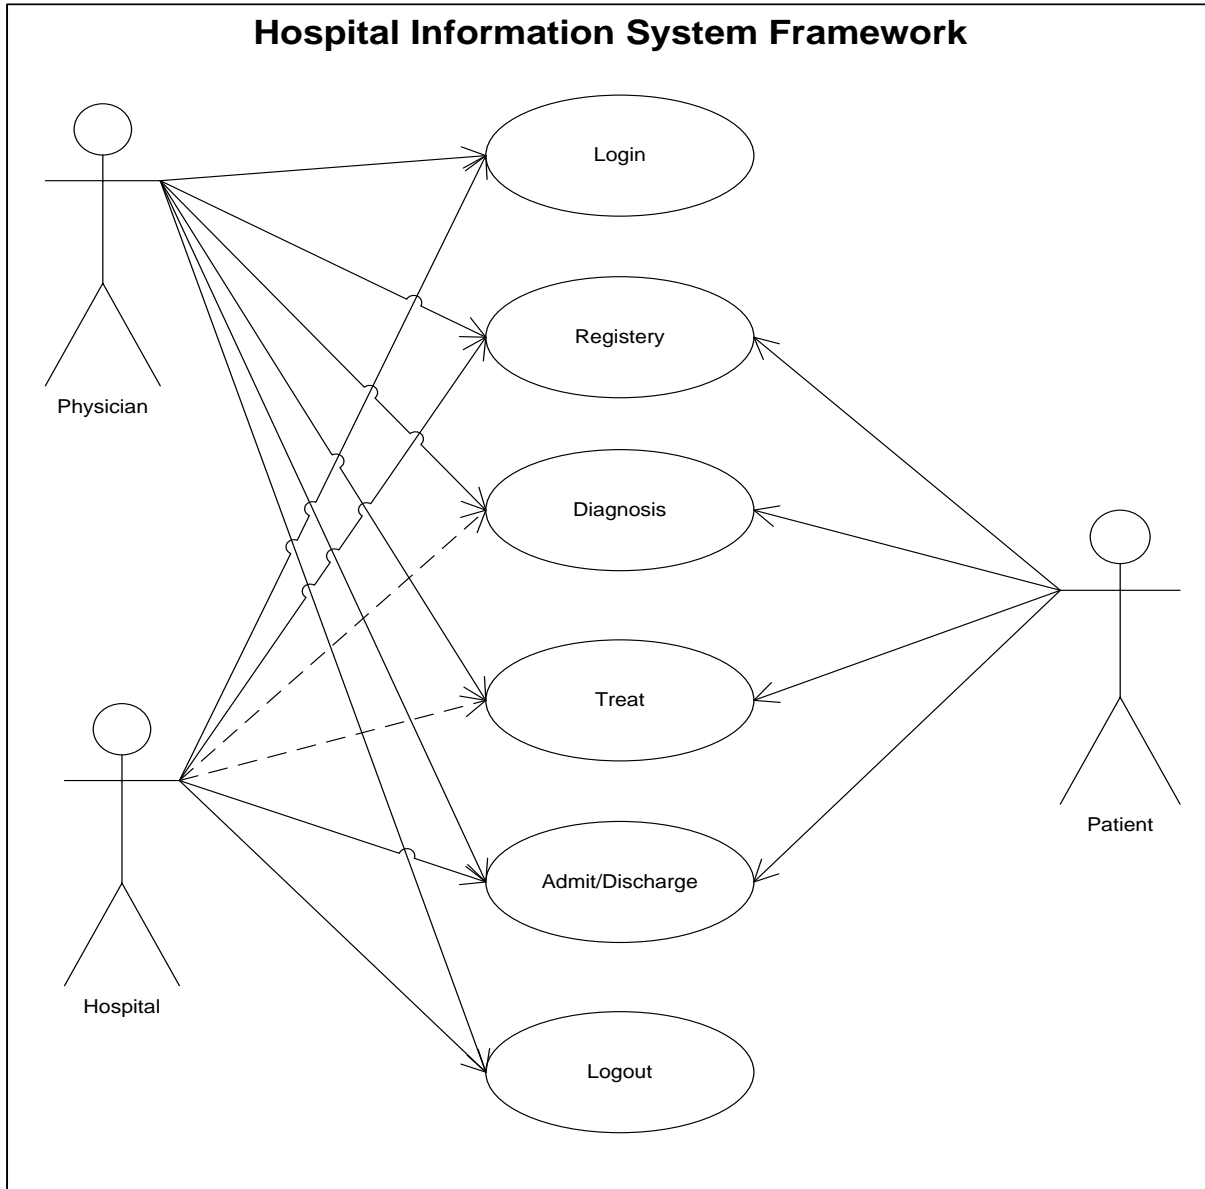 Hospital Information System Framework
Login
Registery
Physician
Diagnosis
Treat
Patient
Admit/Discharge
Hospital
Logout